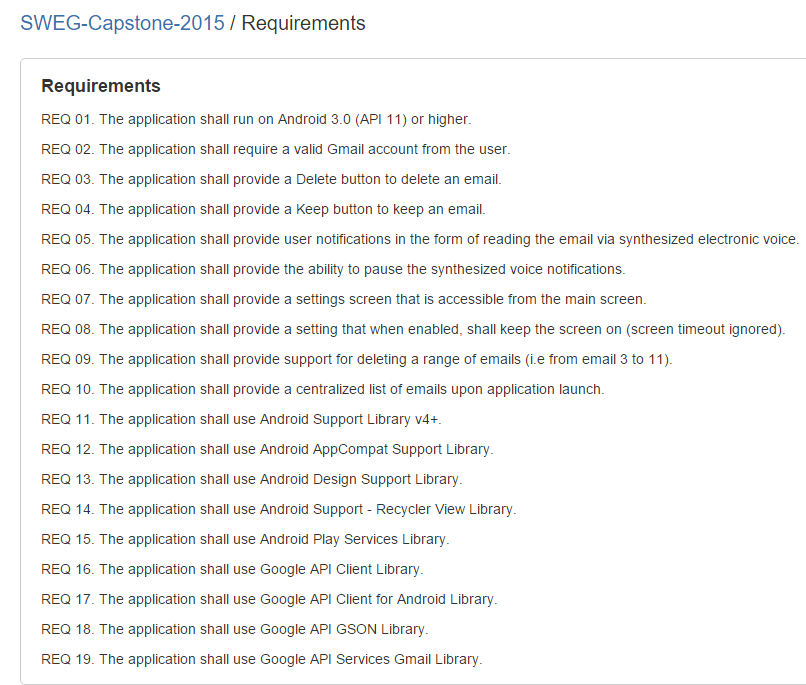 SWEG-Capstone-2015 / Requirements
Requirements
REQ 01. The application shall run on Android 3.0 (API 11) or higher.
REQ 02. The application shall require a valid Gmail account from the user.
REQ 03. The application shall provide a Delete button to delete an email.
REQ 04. The application shall provide a Keep button to keep an email.
REQ 05. The application shall provide user notifications in the form of reading the email via synthesized electronic voice.
REQ 06. The application shall provide the ability to pause the synthesized voice notifications.
REQ 07. The application shall provide a settings screen that is accessible from the main screen.
REQ 08. The application shall provide a setting that when enabled, shall keep the screen on (screen timeout ignored).
REQ 09. The application shall provide support for deleting a range of emails (i.e from email 3 to 11).
REQ 10. The application shall provide a centralized list of emails upon application launch.
REQ 11. The application shall use Android Support Library v4+.
REQ 12. The application shall use Android AppCompat Support Library.
REQ 13. The application shall use Android Design Support Library.
REQ 14. The application shall use Android Support - Recycler View Library.
REQ 15. The application shall use Android Play Services Library.
REQ 16. The application shall use Google API Client Library.
REQ 17. The application shall use Google API Client for Android Library.
REQ 18. The application shall use Google API GSON Library.
REQ 19. The application shall use Google API Services Gmail Library.